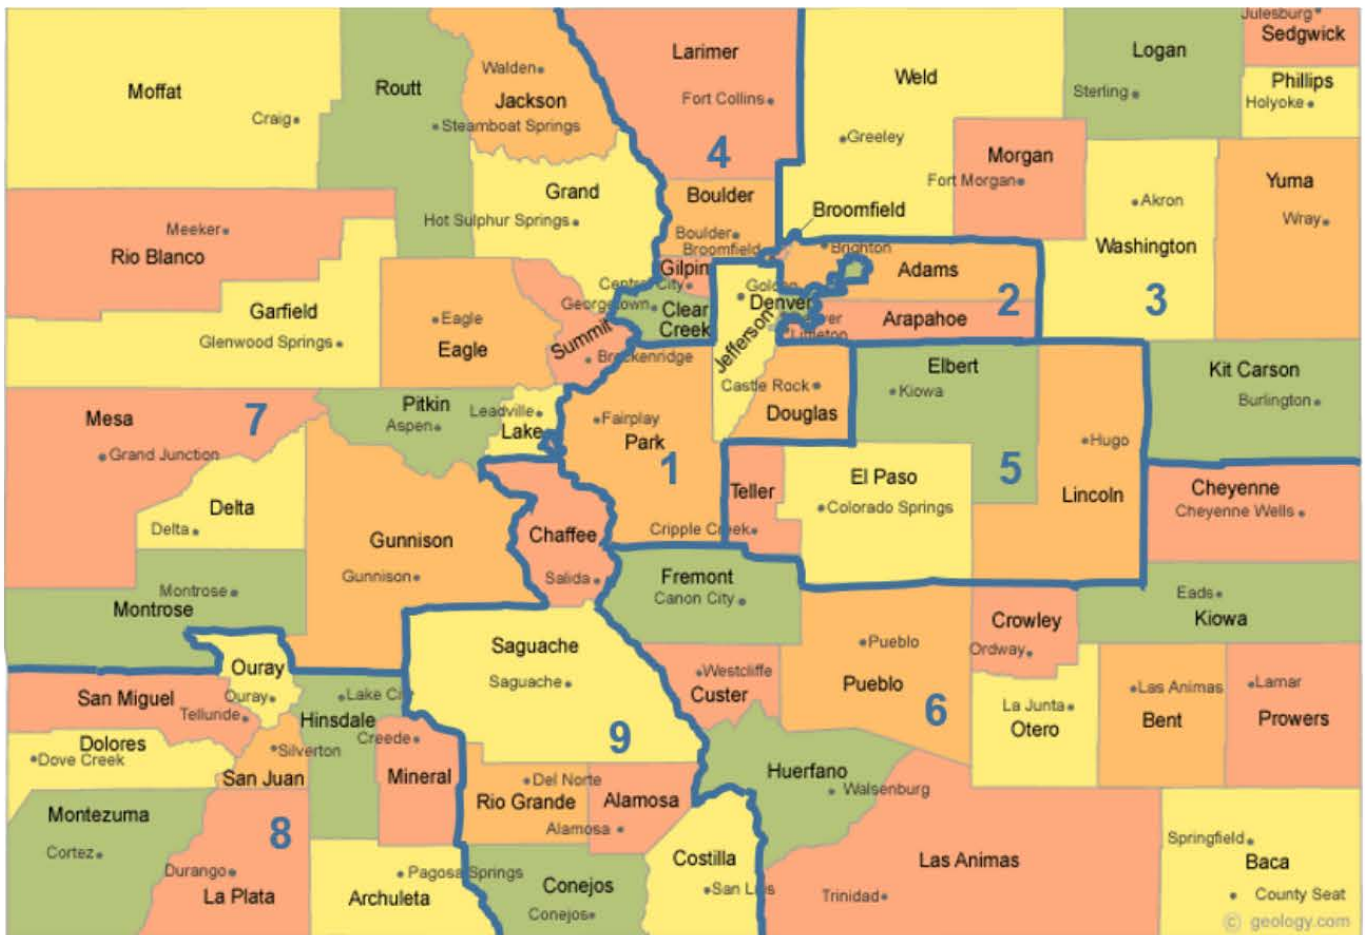 Moffat
Craig
Routt
Steamboat Springs
Walden
Jackson
Larimer
Fort Collins
4
Weld
Greeley
Logan
Sterling
Julesburg
Sedgwick
Phillips
Holyoke
Morgan
Fort Morgan
Akron
Washington
3
Yuma
Wray
Meeker
Rio Blanco
Grand
Hot Sulphur Springs
Boulder
Boulder
Broomfield
Broomfield
Brighton
Adams
2
Arapahoe
Littleton
Gilpin
Central City
Georgetown
Clear
Creek
Golden
Denver
Jefferson
Garfield
Glenwood Springs
Eagle
Eagle
Summit
Breckenridge
Castle Rock
Douglas
Elbert
Kiowa
5
Hugo
Lincoln
Kit Carson
Burlington
Mesa
7
Grand Junction
Pitkin
Aspen
Leadville
Lake
Fairplay
Park
1
Teller
Cripple Creek
El Paso
Colorado Springs
Cheyenne
Cheyenne Wells
Delta
Delta
Gunnison
Gunnison
Chaffee
Salida
Montrose
Montrose
Fremont
Canon City
Crowley
Ordway
Eads
Kiowa
Ouray
Ouray
Saguache
Saguache
9
Westcliffe
Custer
Pueblo
Pueblo
6
La Junta
Otero
Las Animas
Bent
Lamar
Prowers
San Miguel
Tellunde
Lake City
Hinsdale
Creede
Mineral
Dolores
Dove Creek
Silverton
San Juan
Del Norte
Rio Grande
Alamosa
Alamosa
Huerfano
Walsenburg
Montezuma
Cortez
8
Durango
La Plata
Pagosa Springs
Archuleta
Conejos
Conejos
Costilla
San Luis
Las Animas
Trinidad
Springfield
Baca
County Seat
© geology.com